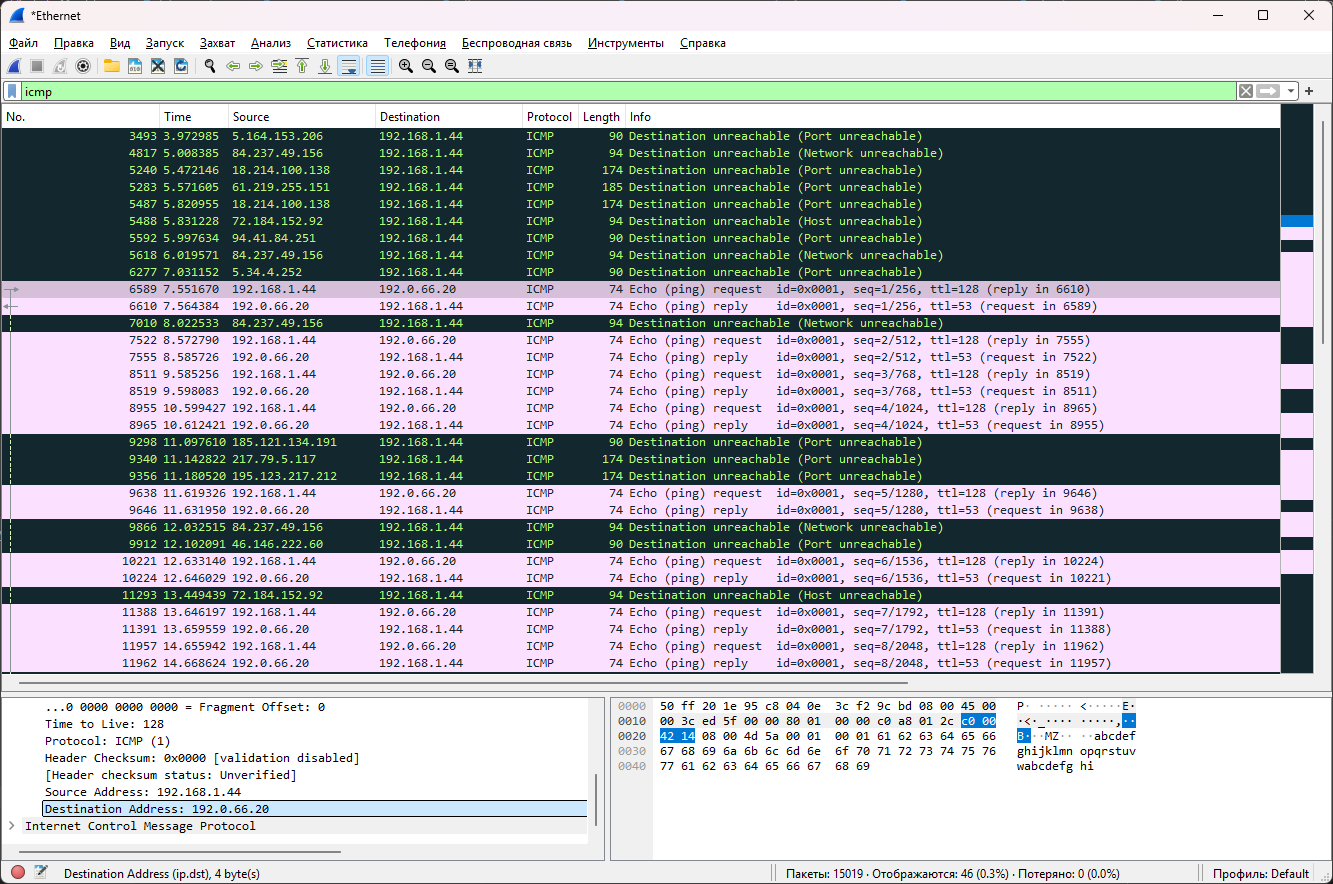 *Ethernet
Файл Правка Вид Запуск Захват Анализ Статистика Телефония Беспроводная связь Инструменты Справка
icmp
No. Time Source Destination Protocol Length Info
3493 3.972985 5.164.153.206 192.168.1.44 ICMP 90 Destination unreachable (Port unreachable)
4817 5.008385 84.237.49.156 192.168.1.44 ICMP 94 Destination unreachable (Network unreachable)
5240 5.472146 18.214.100.138 192.168.1.44 ICMP 174 Destination unreachable (Port unreachable)
5283 5.571605 61.219.255.151 192.168.1.44 ICMP 185 Destination unreachable (Port unreachable)
5487 5.820955 18.214.100.138 192.168.1.44 ICMP 174 Destination unreachable (Port unreachable)
5488 5.831228 72.184.152.92 192.168.1.44 ICMP 94 Destination unreachable (Host unreachable)
5592 5.997634 94.41.84.251 192.168.1.44 ICMP 90 Destination unreachable (Port unreachable)
5618 6.019571 84.237.49.156 192.168.1.44 ICMP 94 Destination unreachable (Network unreachable)
6277 7.031152 5.34.4.252 192.168.1.44 ICMP 90 Destination unreachable (Port unreachable)
6589 7.551670 192.168.1.44 192.0.66.20 ICMP 74 Echo (ping) request id=0x0001, seq=1/256, ttl=128 (reply in 6610)
6610 7.564384 192.0.66.20 192.168.1.44 ICMP 74 Echo (ping) reply id=0x0001, seq=1/256, ttl=53 (request in 6589)
7010 8.022533 84.237.49.156 192.168.1.44 ICMP 94 Destination unreachable (Network unreachable)
7522 8.572790 192.168.1.44 192.0.66.20 ICMP 74 Echo (ping) request id=0x0001, seq=2/512, ttl=128 (reply in 7555)
7555 8.585726 192.0.66.20 192.168.1.44 ICMP 74 Echo (ping) reply id=0x0001, seq=2/512, ttl=53 (request in 7522)
8511 9.585256 192.168.1.44 192.0.66.20 ICMP 74 Echo (ping) request id=0x0001, seq=3/768, ttl=128 (reply in 8519)
8519 9.598083 192.0.66.20 192.168.1.44 ICMP 74 Echo (ping) reply id=0x0001, seq=3/768, ttl=53 (request in 8511)
8955 10.599427 192.168.1.44 192.0.66.20 ICMP 74 Echo (ping) request id=0x0001, seq=4/1024, ttl=128 (reply in 8965)
8965 10.612421 192.0.66.20 192.168.1.44 ICMP 74 Echo (ping) reply id=0x0001, seq=4/1024, ttl=53 (request in 8955)
9298 11.097610 185.121.134.191 192.168.1.44 ICMP 90 Destination unreachable (Port unreachable)
9340 11.142822 217.79.5.117 192.168.1.44 ICMP 174 Destination unreachable (Port unreachable)
9356 11.180520 195.123.217.212 192.168.1.44 ICMP 174 Destination unreachable (Port unreachable)
9638 11.619326 192.168.1.44 192.0.66.20 ICMP 74 Echo (ping) request id=0x0001, seq=5/1280, ttl=128 (reply in 9646)
9646 11.631950 192.0.66.20 192.168.1.44 ICMP 74 Echo (ping) reply id=0x0001, seq=5/1280, ttl=53 (request in 9638)
9866 12.032515 84.237.49.156 192.168.1.44 ICMP 94 Destination unreachable (Network unreachable)
9912 12.102091 46.146.222.60 192.168.1.44 ICMP 90 Destination unreachable (Port unreachable)
10221 12.633140 192.168.1.44 192.0.66.20 ICMP 74 Echo (ping) request id=0x0001, seq=6/1536, ttl=128 (reply in 10224)
10224 12.646029 192.0.66.20 192.168.1.44 ICMP 74 Echo (ping) reply id=0x0001, seq=6/1536, ttl=53 (request in 10221)
11293 13.449439 72.184.152.92 192.168.1.44 ICMP 94 Destination unreachable (Host unreachable)
11388 13.646197 192.168.1.44 192.0.66.20 ICMP 74 Echo (ping) request id=0x0001, seq=7/1792, ttl=128 (reply in 11391)
11391 13.659559 192.0.66.20 192.168.1.44 ICMP 74 Echo (ping) reply id=0x0001, seq=7/1792, ttl=53 (request in 11388)
11957 14.655942 192.168.1.44 192.0.66.20 ICMP 74 Echo (ping) request id=0x0001, seq=8/2048, ttl=128 (reply in 11962)
11962 14.668624 192.0.66.20 192.168.1.44 ICMP 74 Echo (ping) reply id=0x0001, seq=8/2048, ttl=53 (request in 11957)
...0 0000 0000 0000 = Fragment Offset: 0
Time to Live: 128
Protocol: ICMP (1)
Header Checksum: 0x0000 [validation disabled]
[Header checksum status: Unverified]
Source Address: 192.168.1.44
Destination Address: 192.0.66.20
Internet Control Message Protocol
0000 50 ff 20 1e 95 c8 04 0e 3c f2 9c bd 08 00 45 00 P· ····· <·····E·
0010 00 3c ed 5f 00 00 80 01 00 00 c0 a8 01 2c c0 00 ·<·_···· ·····,··
0020 42 14 08 00 4d 5a 00 01 00 01 61 62 63 64 65 66 B···MZ·· ··abcdef
0030 67 68 69 6a 6b 6c 6d 6e 6f 70 71 72 73 74 75 76 ghijklmn opqrstuv
0040 77 61 62 63 64 65 66 67 68 69 wabcdefg hi
Destination Address (ip.dst), 4 byte(s) Пакеты: 15019 · Отображаются: 46 (0.3%) · Потеряно: 0 (0.0%) Профиль: Default